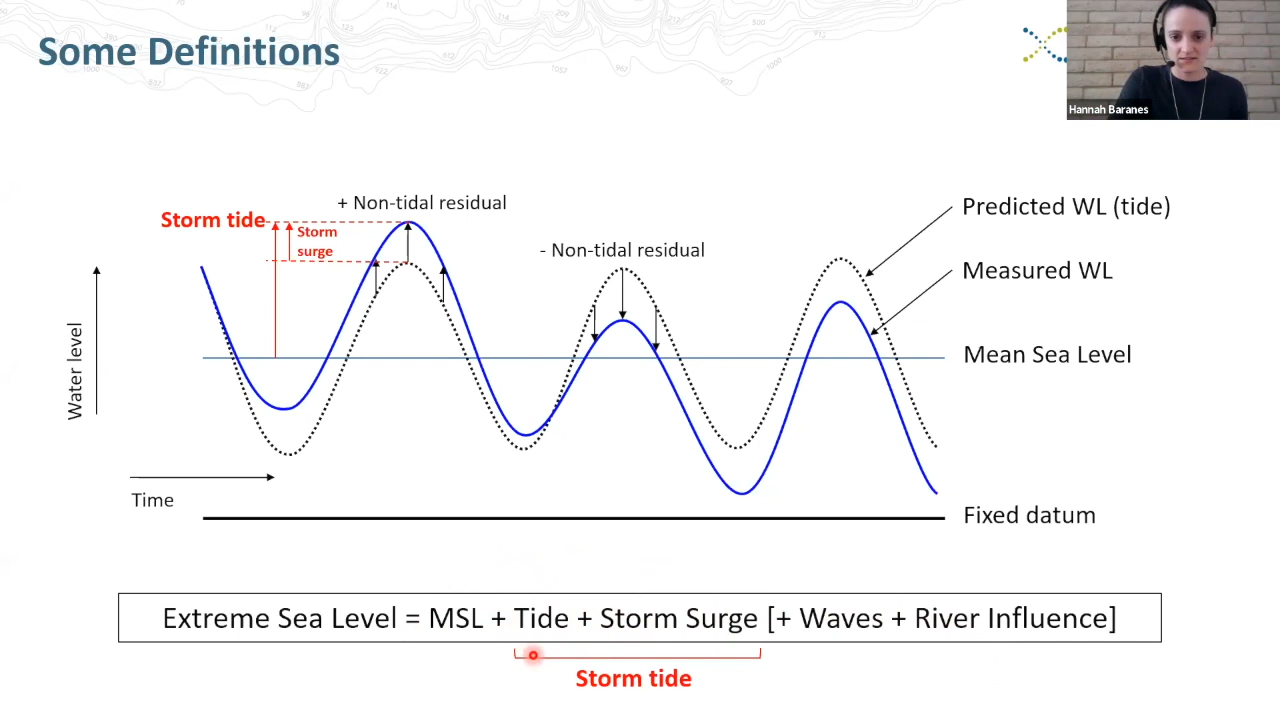 Some Definitions
Hannah Baranes
+ Non-tidal residual
Storm tide
Storm
surge
- Non-tidal residual
Predicted WL (tide)
Measured WL
Mean Sea Level
Water level
Time
Fixed datum
Extreme Sea Level = MSL + Tide + Storm Surge [+ Waves + River Influence]
Storm tide